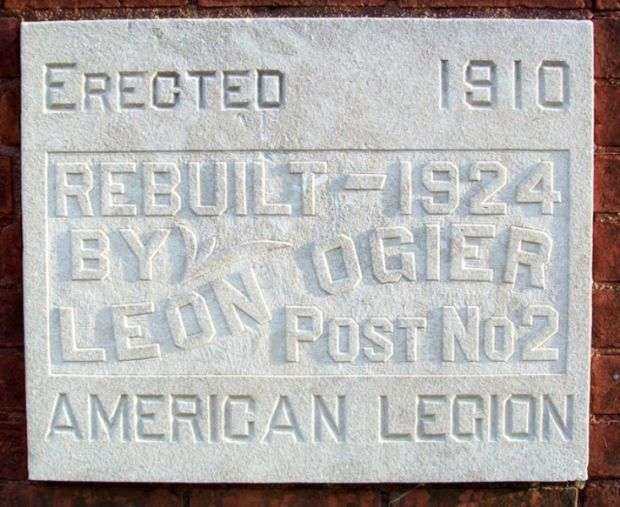 ERECTED 1910
REBUILT-1924
BY
LEON OGIER
POST NO2
AMERICAN LEGION